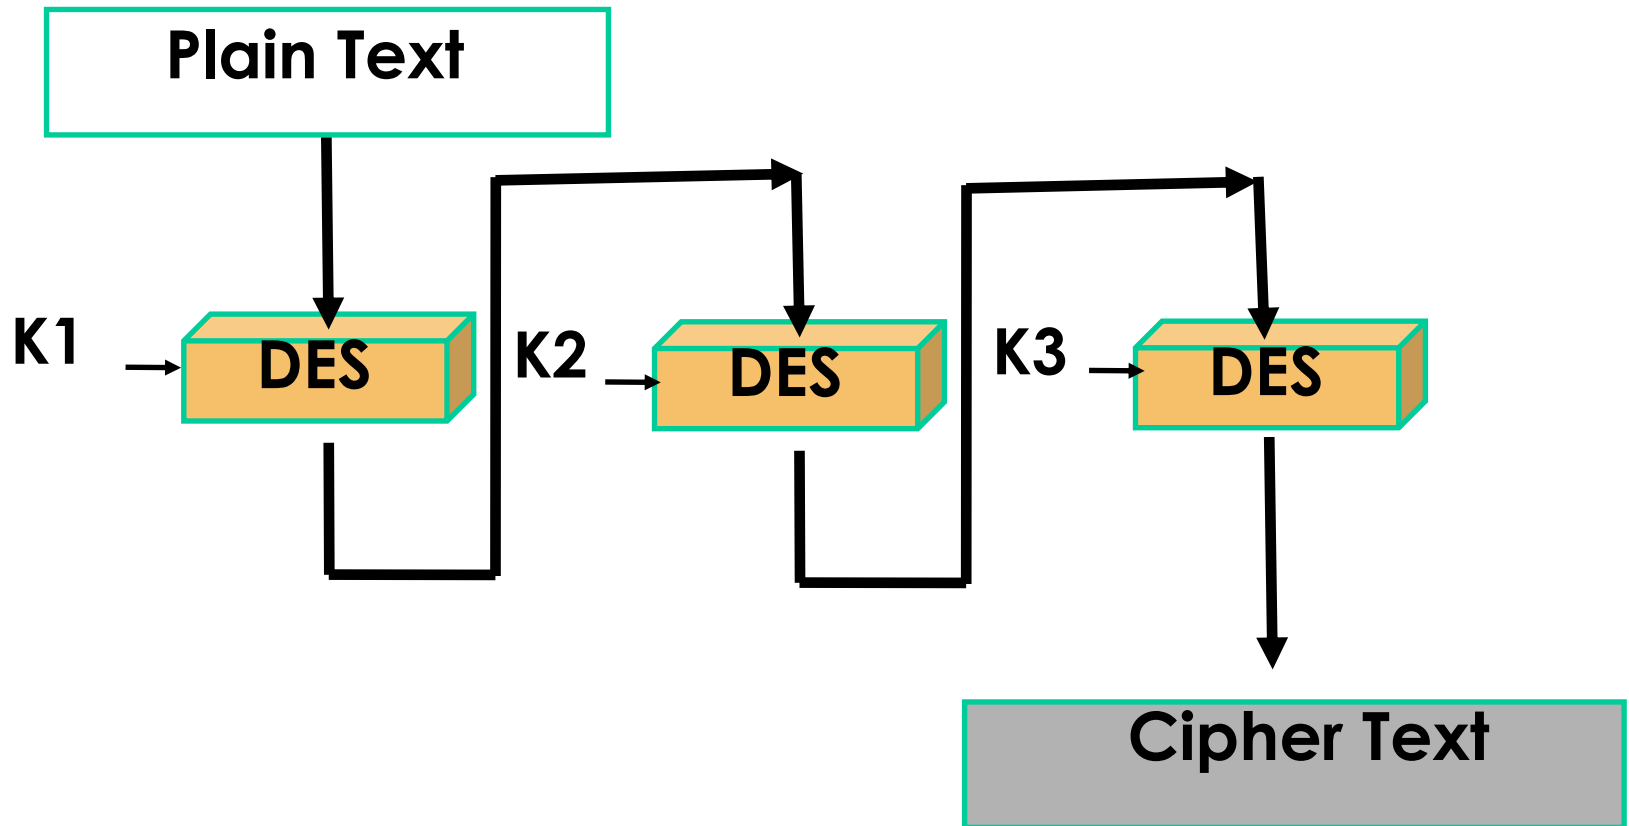 Plain Text
K1
DES
K2
DES
K3
DES
Cipher Text